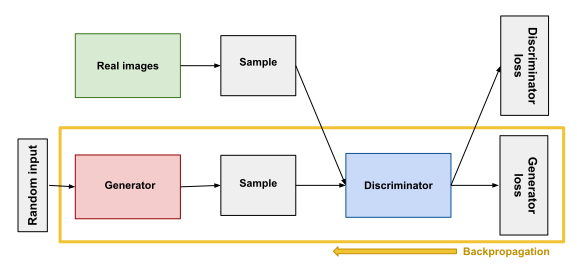 Real images
Sample
Discriminator
loss
Random input
Generator
Sample
Discriminator
Generator
loss
Backpropagation